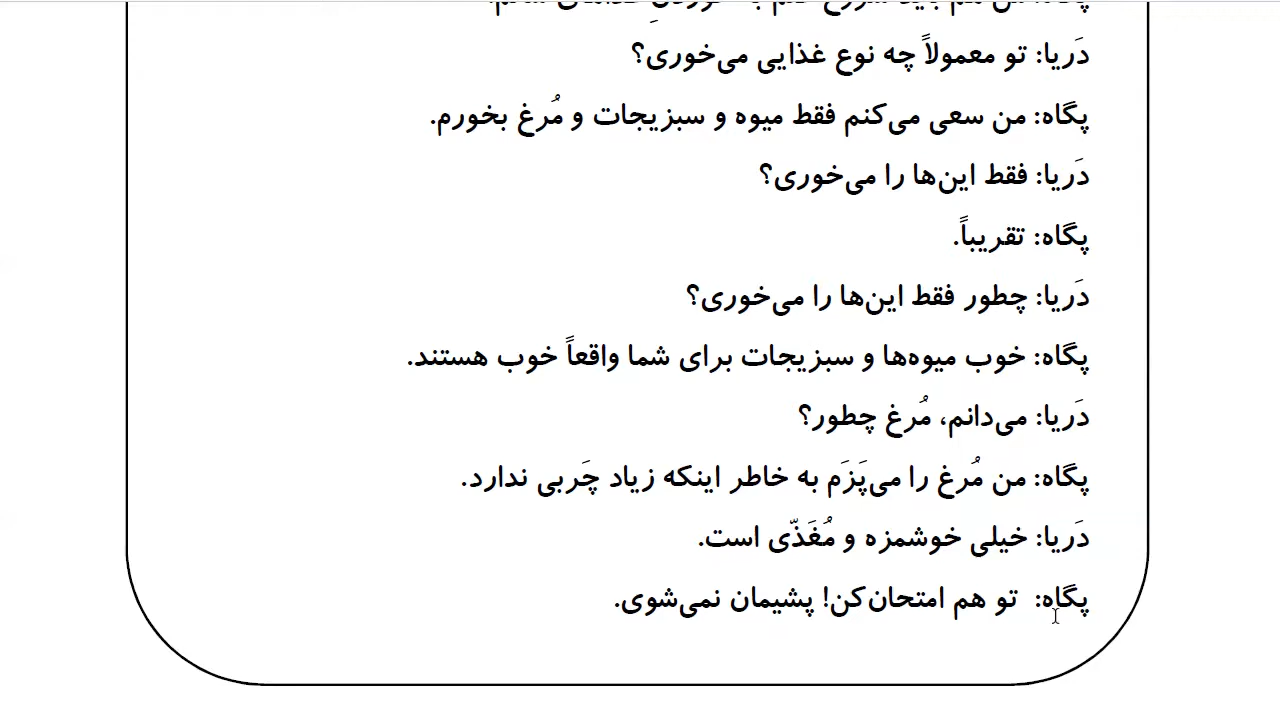 دَریا: تو معمولاً چه نوع غذایی می‌خوری؟
پگاه: من سعی می‌کنم فقط میوه و سبزیجات و مُرغ بخورم.
دَریا: فقط این‌ها را می‌خوری؟
پگاه: تقریباً.
دَریا: چطور فقط این‌ها را می‌خوری؟
پگاه: خوب میوه‌ها و سبزیجات برای شما واقعاً خوب هستند.
دَریا: می‌دانم، مُرغ چطور؟
پگاه: من مُرغ را می‌پَزَم به خاطر اینکه زیاد چَربی ندارد.
دَریا: خیلی خوشمزه و مُغَذّی است.
پگاه: تو هم امتحان‌کن! پشیمان نمی‌شوی.